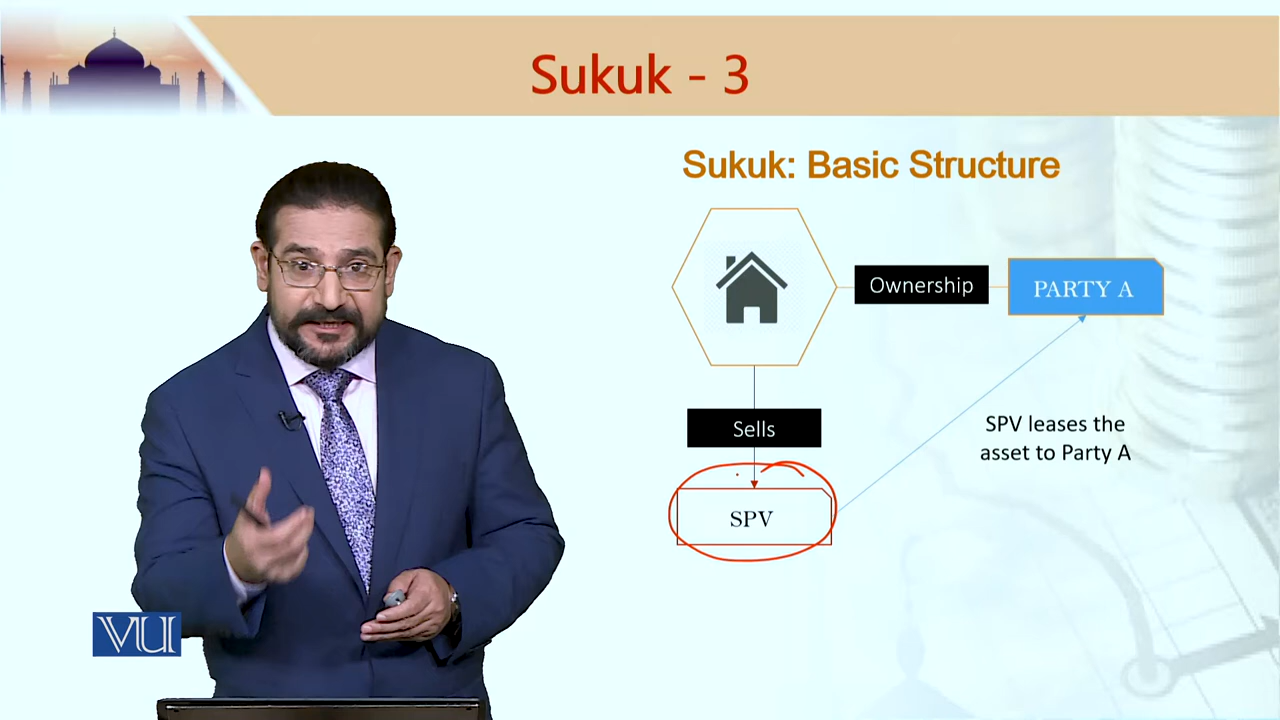 Sukuk - 3
Sukuk: Basic Structure
Ownership
PARTY A
Sells
SPV leases the
asset to Party A
SPV
VU